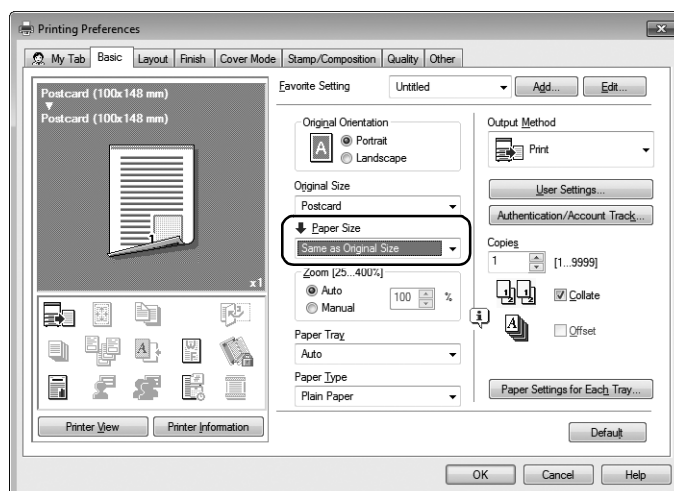 Printing Preferences
My Tab Basic Layout Finish Cover Mode Stamp/Composition Quality Other
Postcard (100x148 mm)
Postcard (100x148 mm)
1
x1
Printer View Printer Information
Favorite Setting Untitled Add... Edit...
Original Orientation
A Portrait
Landscape
Original Size
Postcard
Paper Size
Same as Original Size
Zoom [25...400%]
Auto
Manual
100 %
Paper Tray
Auto
Paper Type
Plain Paper
Output Method
Print
User Settings...
Authentication/Account Track...
Copies
1 [1...9999]
Collate
Offset
Paper Settings for Each Tray...
Default
OK Cancel Help